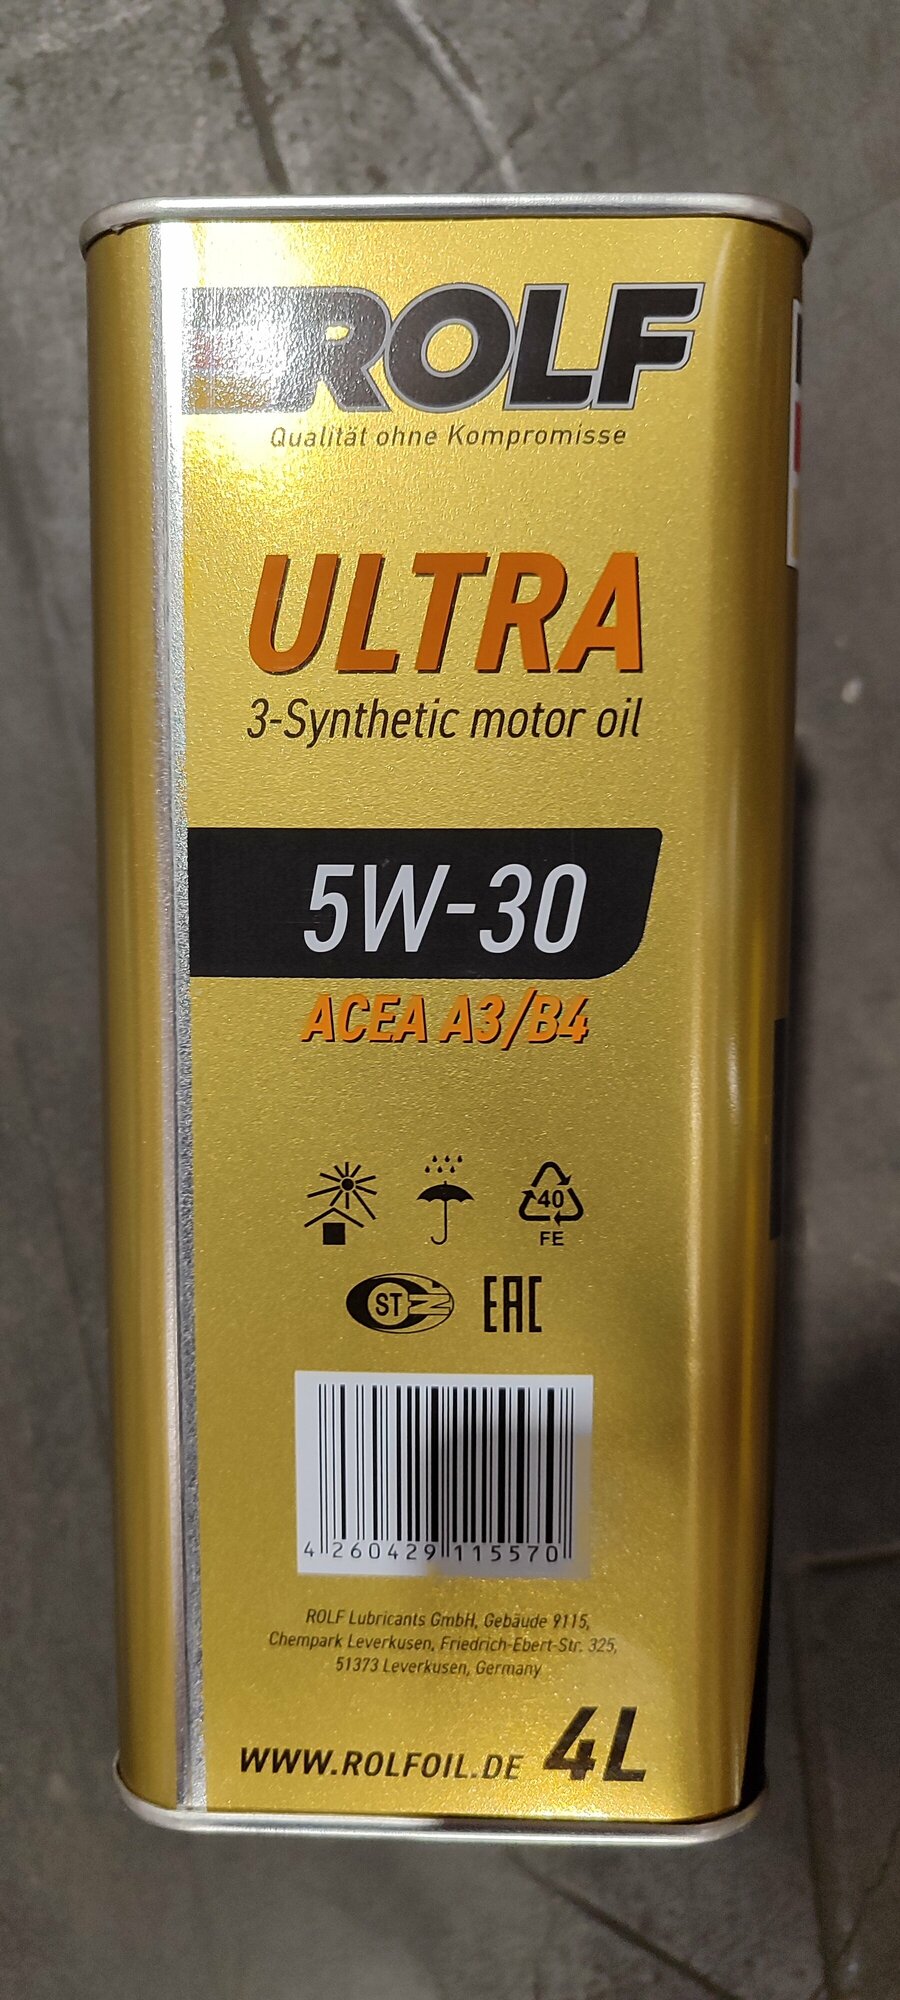 ROLF
Qualität ohne Kompromisse
ULTRA
3-Synthetic motor oil
5W-30
ACEA A3/B4
40
FE
ST
EAC
4 260429 115570
ROLF Lubricants GmbH, Gebäude 9115,
Chempark Leverkusen, Friedrich-Ebert-Str. 325,
51373 Leverkusen, Germany
WWW.ROLFOIL.DE 4L